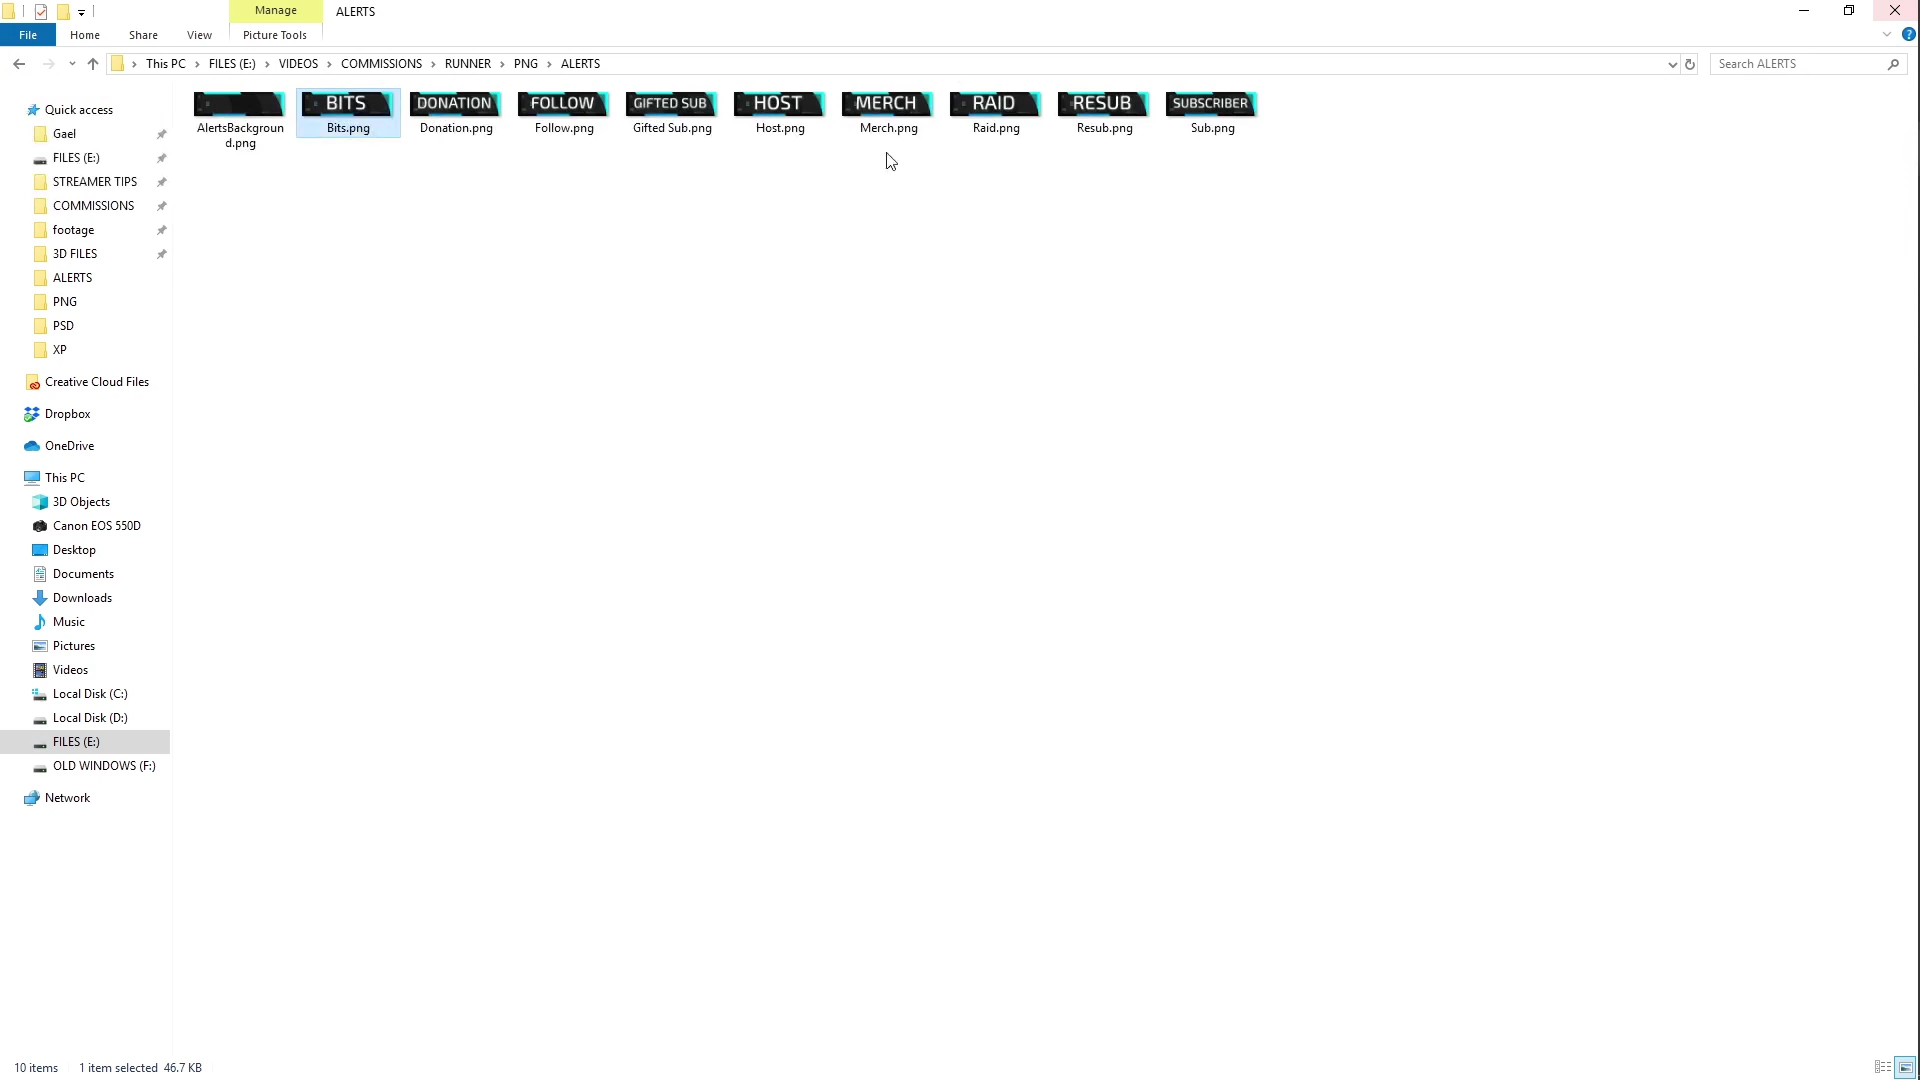 Manage
ALERTS
File
Home
Share
View
Picture Tools
This PC
FILES (E:)
VIDEOS
COMMISSIONS
RUNNER
PNG
ALERTS
Search ALERTS
Quick access
Gael
FILES (E:)
STREAMER TIPS
COMMISSIONS
footage
3D FILES
ALERTS
PNG
PSD
XP
Creative Cloud Files
Dropbox
OneDrive
This PC
3D Objects
Canon EOS 550D
Desktop
Documents
Downloads
Music
Pictures
Videos
Local Disk (C:)
Local Disk (D:)
FILES (E:)
OLD WINDOWS (F:)
Network
AlertsBackgroun
d.png
BITS
Bits.png
DONATION
Donation.png
FOLLOW
Follow.png
GIFTED SUB
Gifted Sub.png
HOST
Host.png
MERCH
Merch.png
RAID
Raid.png
RESUB
Resub.png
SUBSCRIBER
Sub.png
10 items
1 item selected 46.7 KB